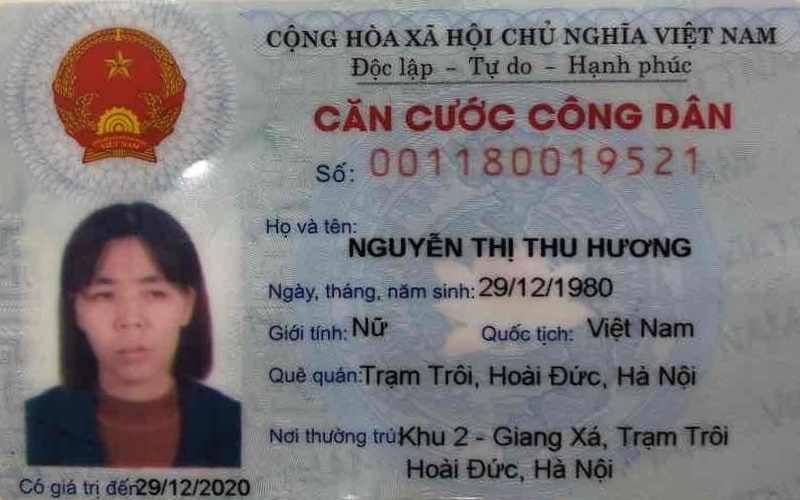 CỘNG HÒA XÃ HỘI CHỦ NGHĨA VIỆT NAM
Độc lập - Tự do - Hạnh phúc
CĂN CƯỚC CÔNG DÂN
Số: 001180019521
Họ và tên:
NGUYỄN THỊ THU HƯƠNG
Ngày, tháng, năm sinh: 29/12/1980
Giới tính: Nữ Quốc tịch: Việt Nam
Quê quán: Trạm Trôi, Hoài Đức, Hà Nội
Nơi thường trú: Khu 2 - Giang Xá, Trạm Trôi
Hoài Đức, Hà Nội
Có giá trị đến 29/12/2020